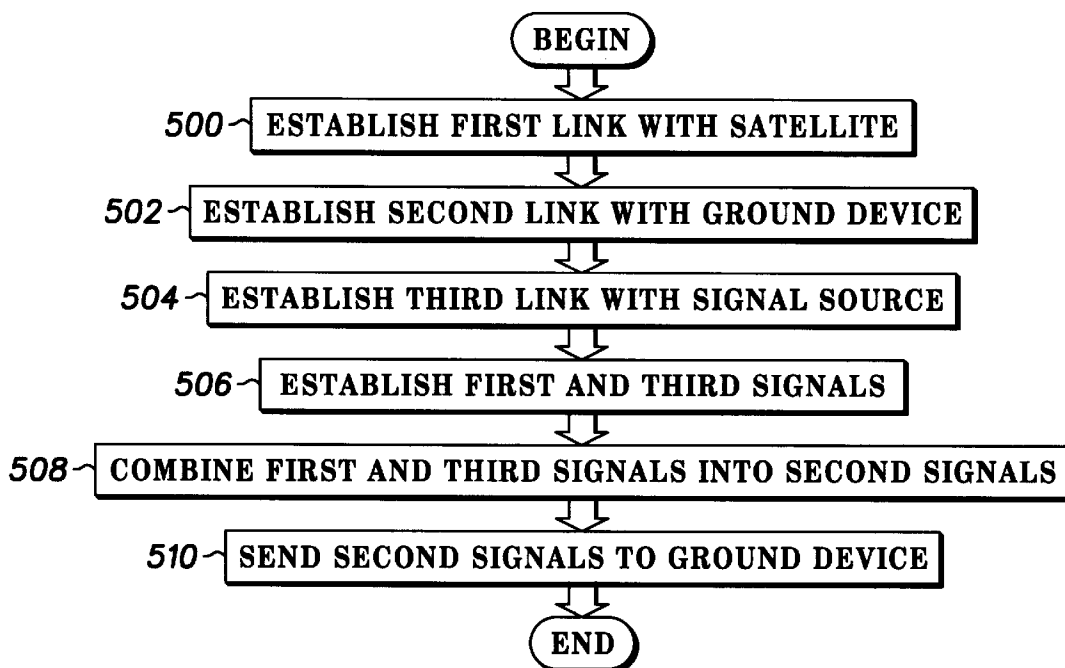 BEGIN
500 ESTABLISH FIRST LINK WITH SATELLITE
502 ESTABLISH SECOND LINK WITH GROUND DEVICE
504 ESTABLISH THIRD LINK WITH SIGNAL SOURCE
506 ESTABLISH FIRST AND THIRD SIGNALS
508 COMBINE FIRST AND THIRD SIGNALS INTO SECOND SIGNALS
510 SEND SECOND SIGNALS TO GROUND DEVICE
END